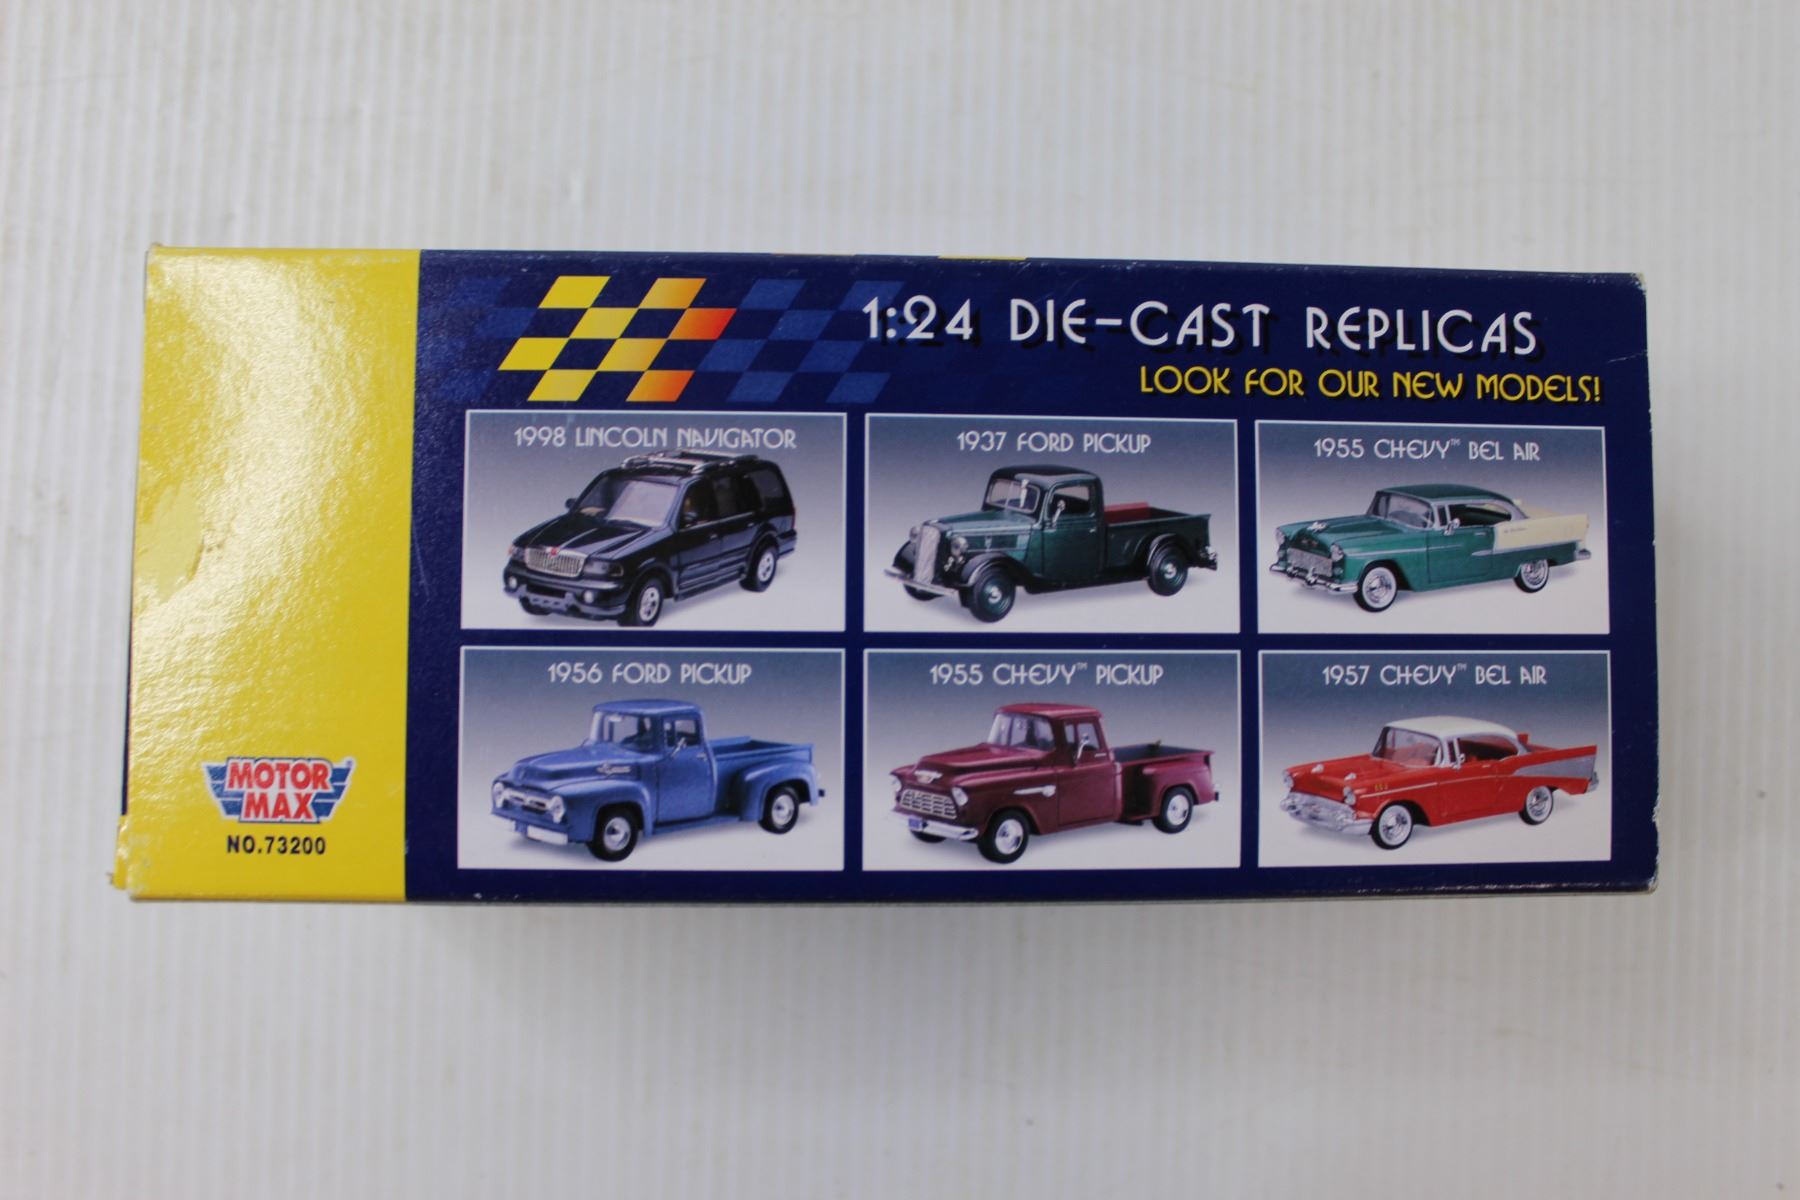 1:24 DIE-CAST REPLICAS
LOOK FOR OUR NEW MODELS!
1998 LINCOLN NAVIGATOR
1937 FORD PICKUP
1955 CHEVY™ BEL AIR
1956 FORD PICKUP
1955 CHEVY™ PICKUP
1957 CHEVY™ BEL AIR
MOTOR
MAX
NO.73200